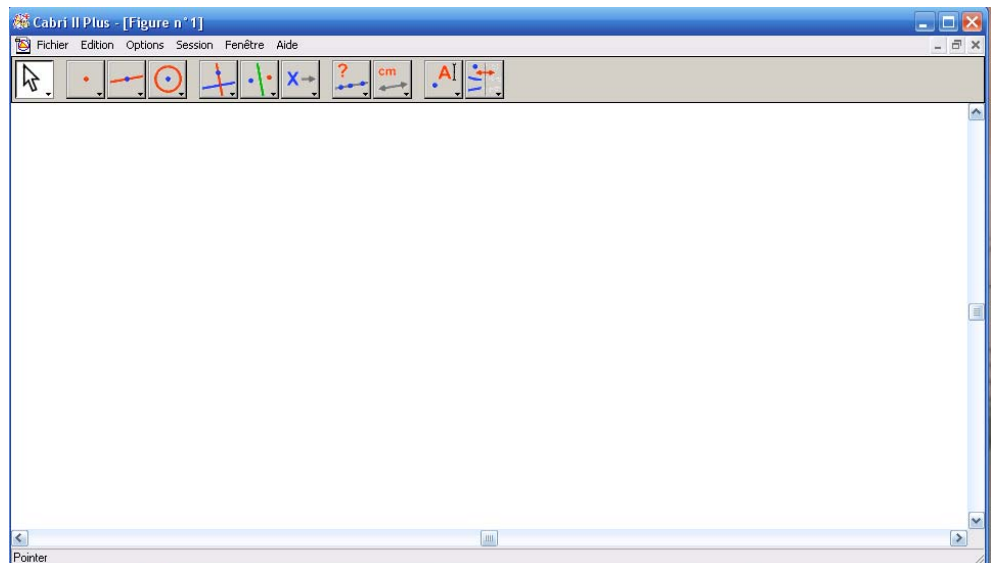 Cabri II Plus - [Figure n°1]
Fichier Edition Options Session Fenêtre Aide
X ? cm A
Pointer